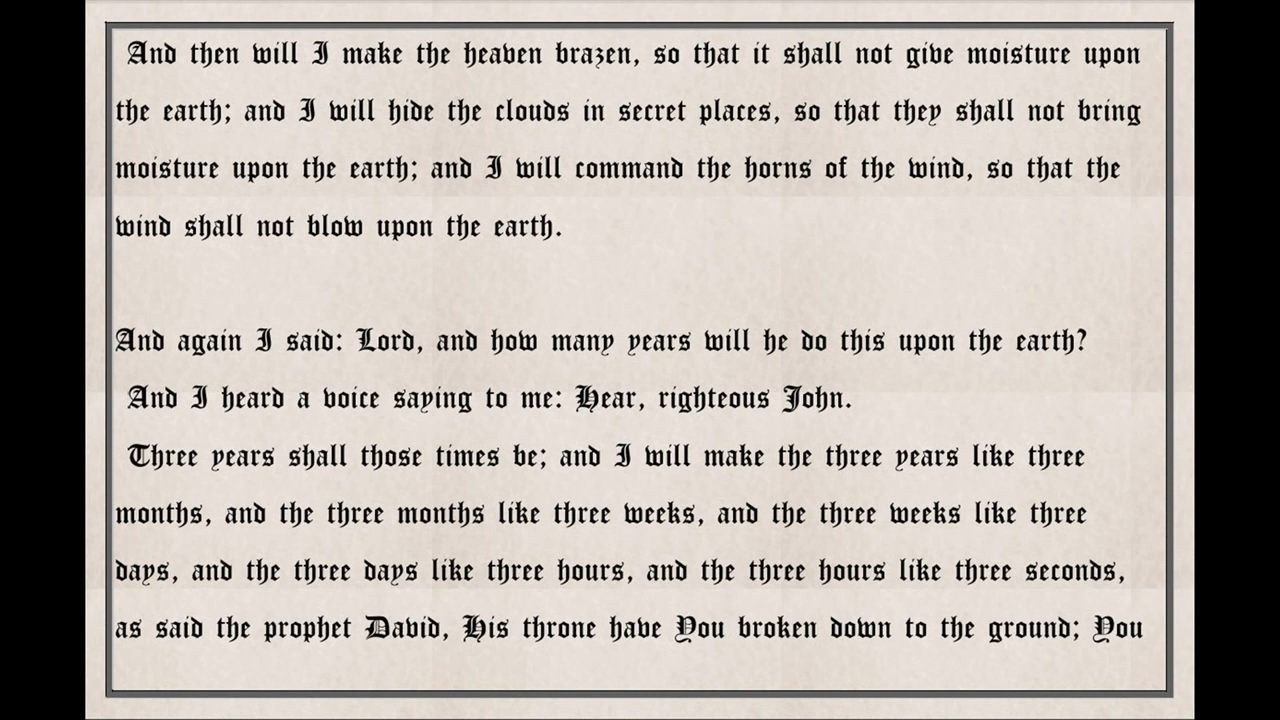 And then will I make the heaven brazen, so that it shall not give moisture upon
the earth; and I will hide the clouds in secret places, so that they shall not bring
moisture upon the earth; and I will command the horns of the wind, so that the
wind shall not blow upon the earth.
And again I said: Lord, and how many years will he do this upon the earth?
And I heard a voice saying to me: Hear, righteous John.
Three years shall those times be; and I will make the three years like three
months, and the three months like three weeks, and the three weeks like three
days, and the three days like three hours, and the three hours like three seconds,
as said the prophet David, His throne have You broken down to the ground; You